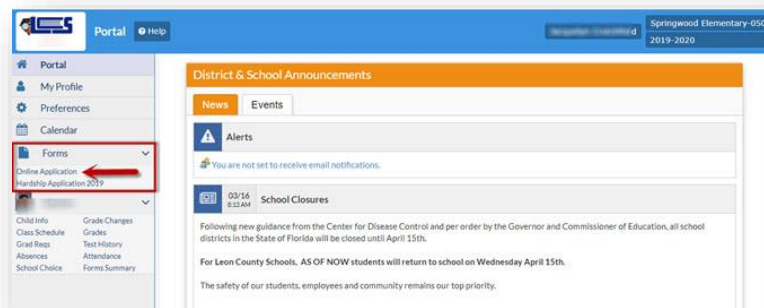 LCS
Portal
Help
Springwood Elementary-050
2019-2020
Portal
My Profile
Preferences
Calendar
Forms
Online Application
Hardship Application 2019
Child Info
Grade Changes
Class Schedule
Grades
Grad Reqs
Test History
Absences
Attendance
School Choice
Forms Summary
District & School Announcements
News
Events
Alerts
You are not set to receive email notifications.
03/16
8:13 AM
School Closures
Following new guidance from the Center for Disease Control and per order by the Governor and Commissioner of Education, all school
districts in the State of Florida will be closed until April 15th.
For Leon County Schools, AS OF NOW students will return to school on Wednesday April 15th.
The safety of our students, employees and community remains our top priority.